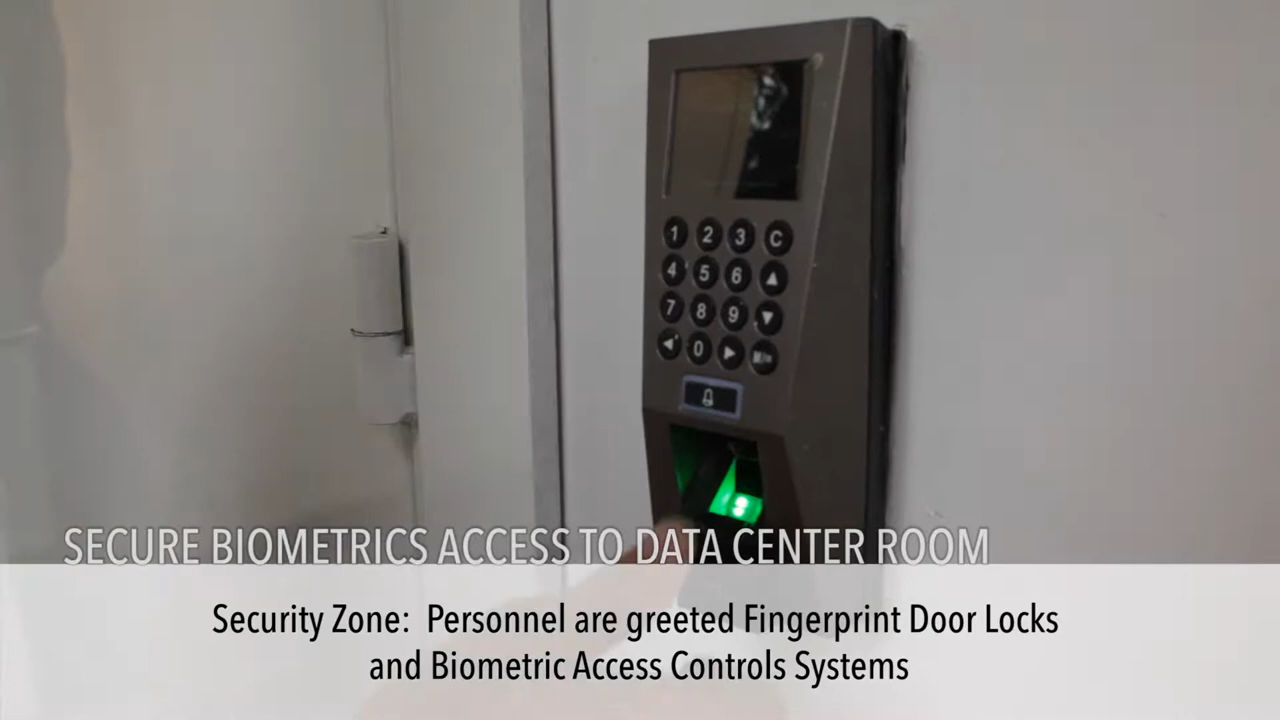 1 2 3 C
4 5 6 ▲
7 8 9 ▼
◀ 0 ▶
SECURE BIOMETRICS ACCESS TO DATA CENTER ROOM
Security Zone: Personnel are greeted Fingerprint Door Locks
and Biometric Access Controls Systems